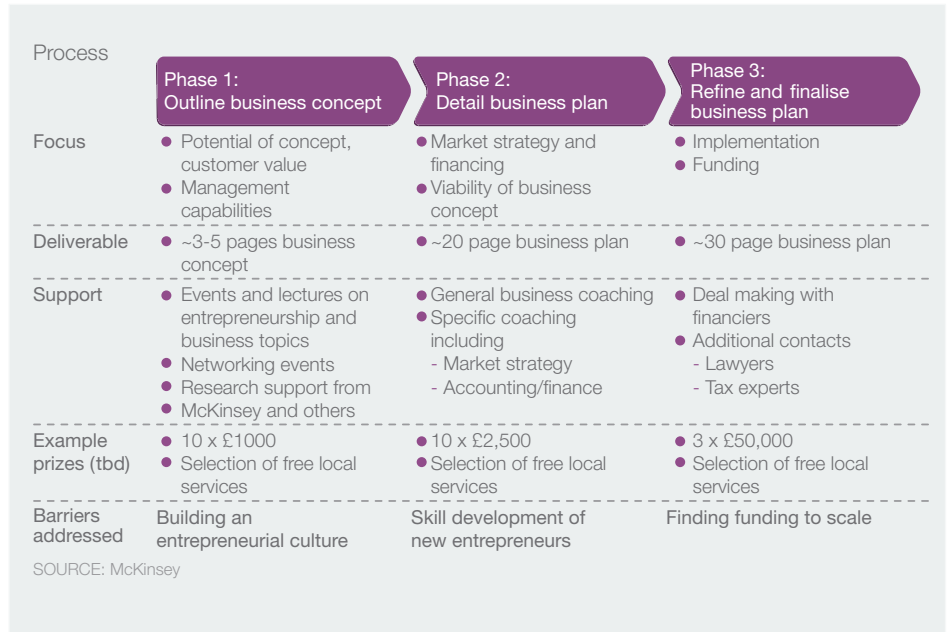 Process
Phase 1:
Outline business concept
Phase 2:
Detail business plan
Phase 3:
Refine and finalise
business plan
Focus
• Potential of concept,
customer value
• Management
capabilities
• Market strategy and
financing
• Viability of business
concept
• Implementation
• Funding
Deliverable
• ~3-5 pages business
concept
• ~20 page business plan
• ~30 page business plan
Support
• Events and lectures on
entrepreneurship and
business topics
• Networking events
• Research support from
• McKinsey and others
• General business coaching
• Specific coaching
including
- Market strategy
- Accounting/finance
• Deal making with
financiers
• Additional contacts
- Lawyers
- Tax experts
Example
prizes (tbd)
• 10 x £1000
• Selection of free local
services
• 10 x £2,500
• Selection of free local
services
• 3 x £50,000
• Selection of free local
services
Barriers
addressed
Building an
entrepreneurial culture
Skill development of
new entrepreneurs
Finding funding to scale
SOURCE: McKinsey